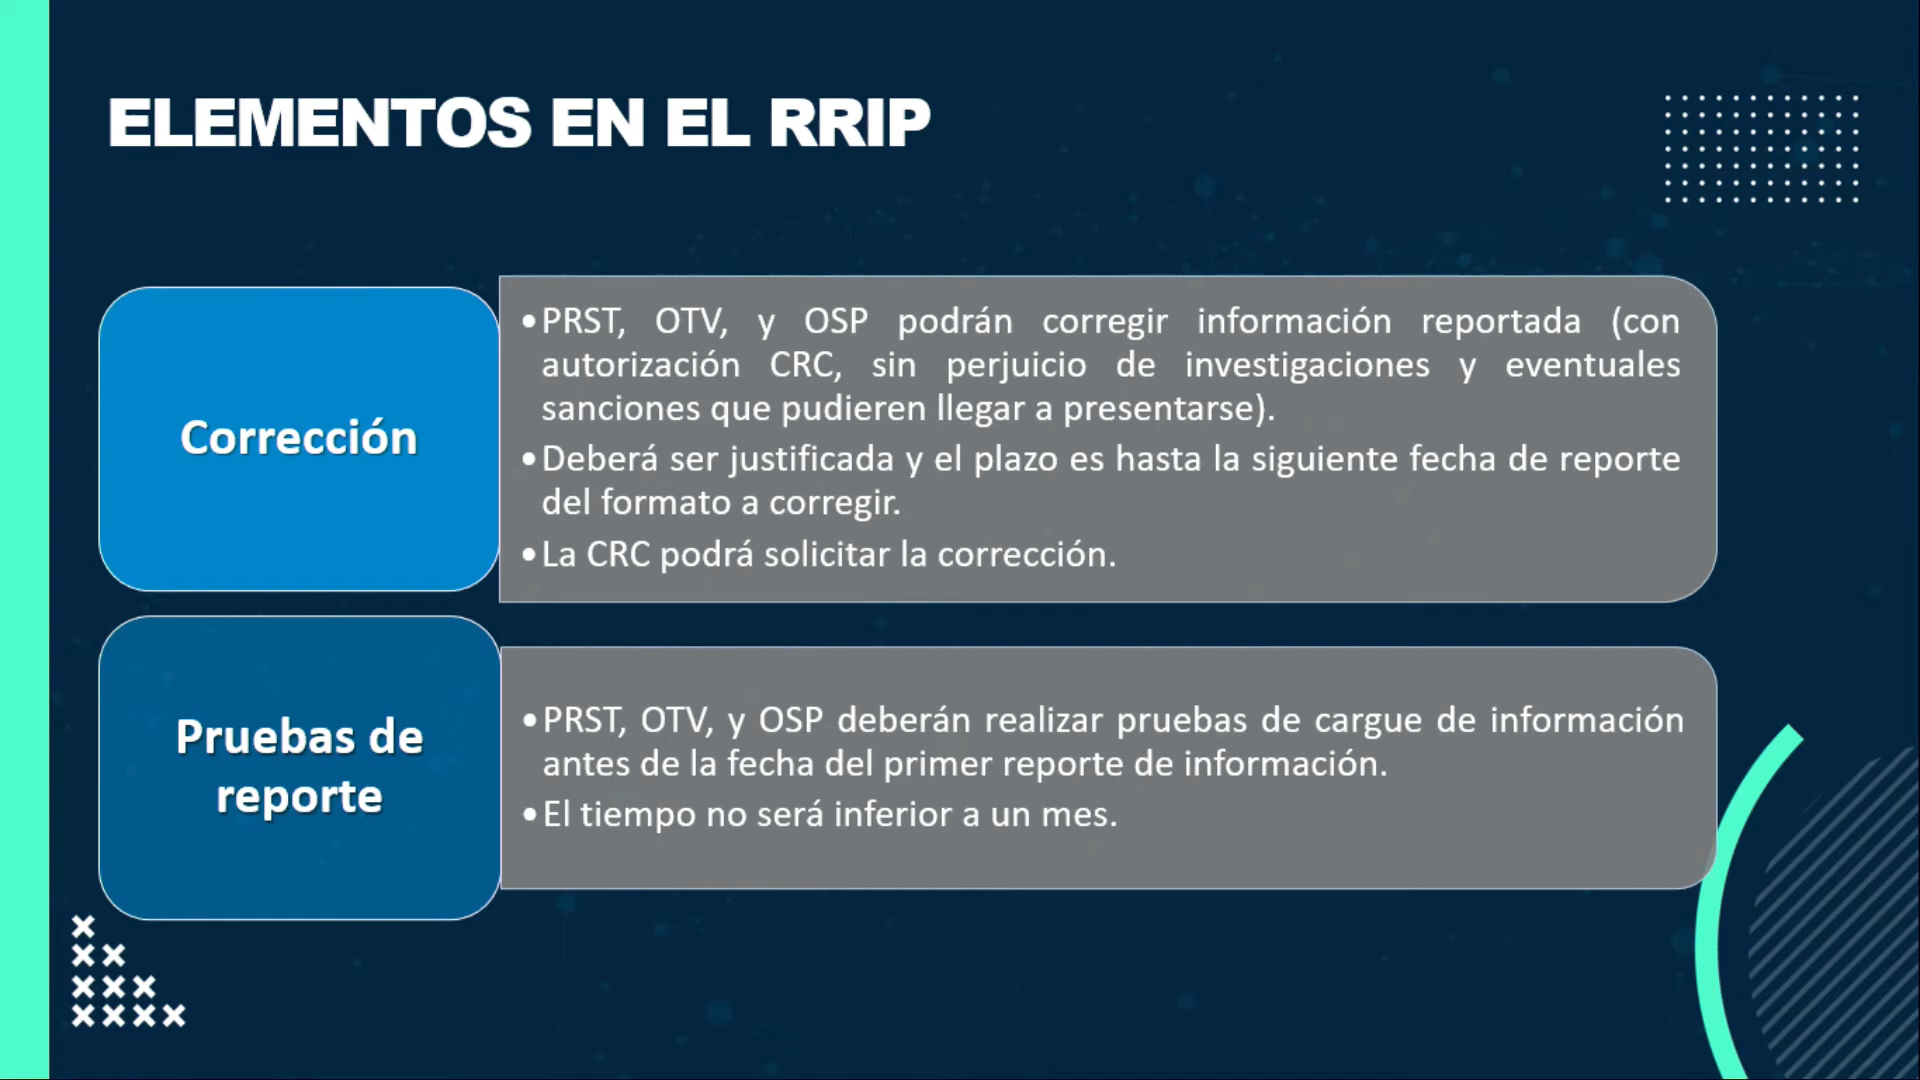 ELEMENTOS EN EL RRIP
Corrección
•PRST, OTV, y OSP podrán corregir información reportada (con
autorización CRC, sin perjuicio de investigaciones y eventuales
sanciones que pudieren llegar a presentarse).
•Deberá ser justificada y el plazo es hasta la siguiente fecha de reporte
del formato a corregir.
•La CRC podrá solicitar la corrección.
Pruebas de
reporte
•PRST, OTV, y OSP deberán realizar pruebas de cargue de información
antes de la fecha del primer reporte de información.
•El tiempo no será inferior a un mes.